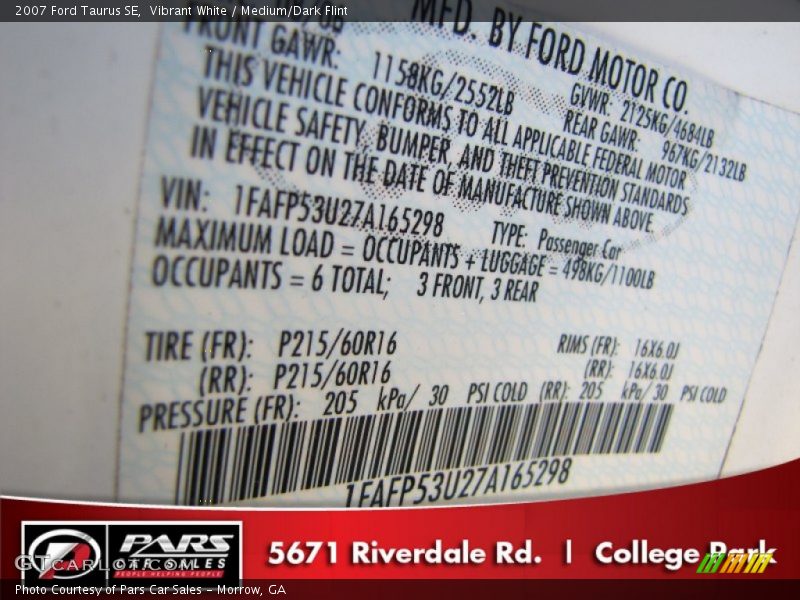 2007 Ford Taurus SE, Vibrant White / Medium/Dark Flint
MFD. BY FORD MOTOR CO.
FRONT GAWR: 1158KG/2552LB
GVWR: 2125KG/4684LB
REAR GAWR: 967KG/2132LB
THIS VEHICLE CONFORMS TO ALL APPLICABLE FEDERAL MOTOR
VEHICLE SAFETY, BUMPER, AND THEFT PREVENTION STANDARDS
IN EFFECT ON THE DATE OF MANUFACTURE SHOWN ABOVE.
VIN: 1FAFP53U27A165298
TYPE: Passenger Car
MAXIMUM LOAD = OCCUPANTS + LUGGAGE = 498KG/1100LB
OCCUPANTS = 6 TOTAL; 3 FRONT, 3 REAR
TIRE (FR): P215/60R16 RIMS (FR): 16X6.0J
(RR): P215/60R16 (RR): 16X6.0J
PRESSURE (FR): 205 kPa/ 30 PSI COLD (RR): 205 kPa/ 30 PSI COLD
1FAFP53U27A165298
PARS
CAR SALES
PEOPLE HELPING PEOPLE
5671 Riverdale Rd. | College Park
GTCARLOT.COM
Photo Courtesy of Pars Car Sales - Morrow, GA